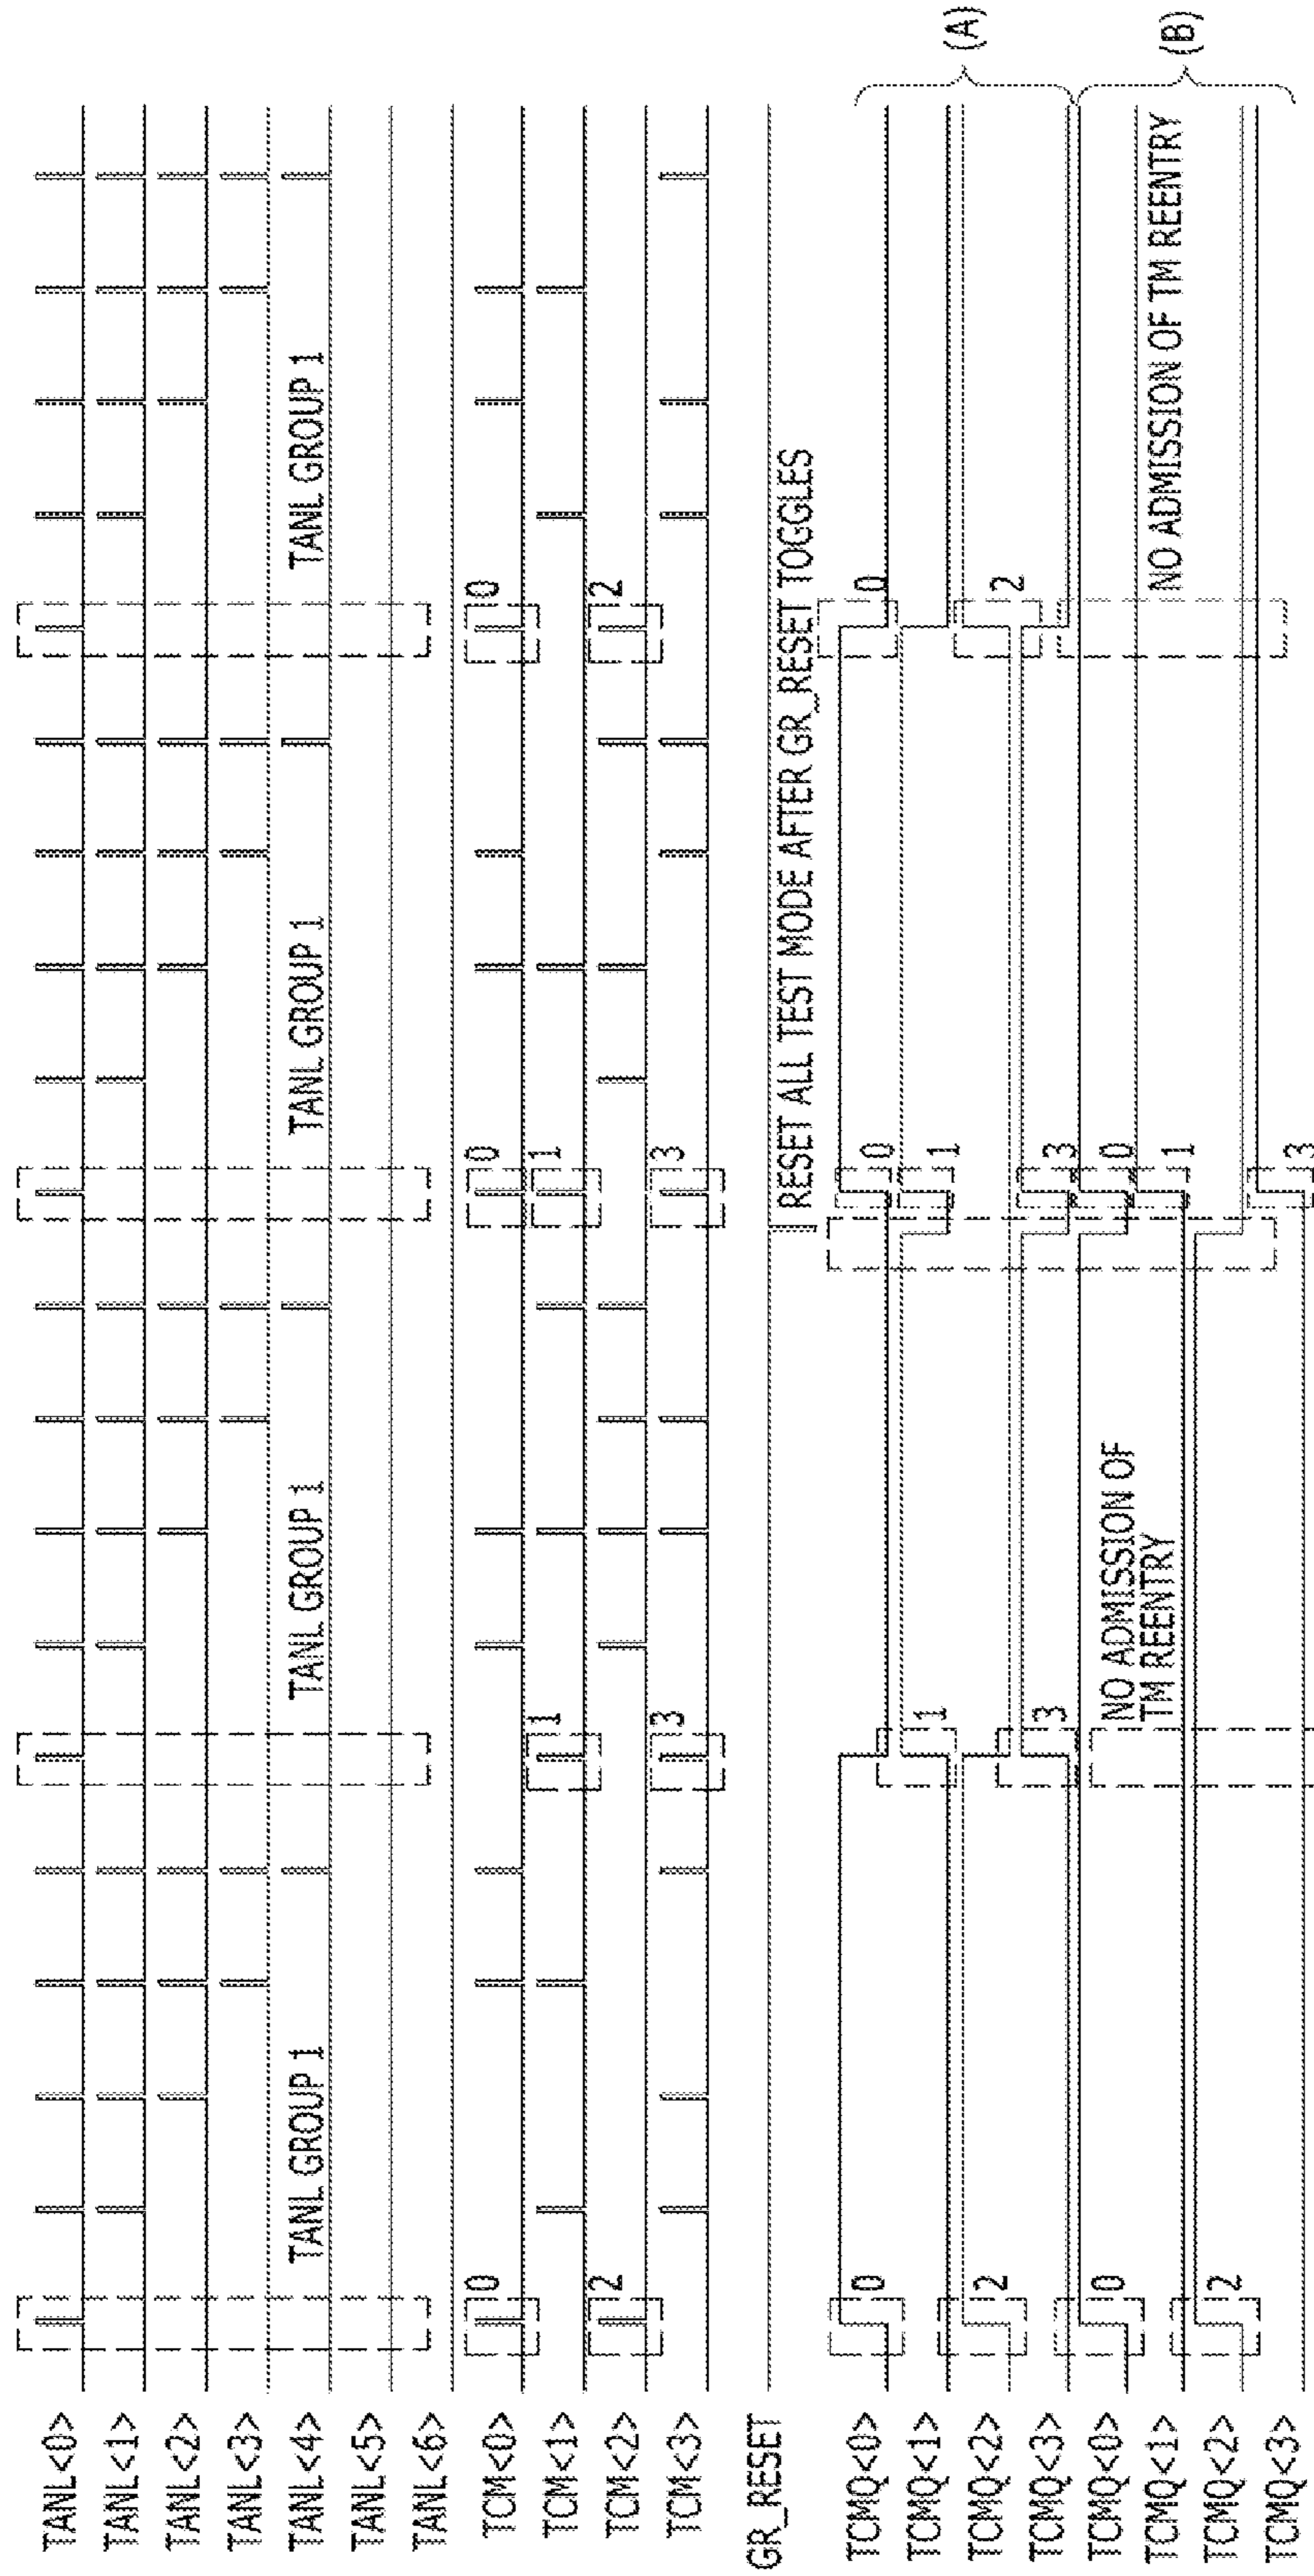 TANL<0>
TANL<1>
TANL<2>
TANL<3>
TANL<4>
TANL GROUP 1
TANL GROUP 1
TANL GROUP 1
TANL GROUP 1
TANL<5>
TANL<6>
TCM<0>
0
0
0
TCM<1>
1
1
TCM<2>
2
2
TCM<3>
3
3
GR_RESET
RESET ALL TEST MODE AFTER GR_RESET TOGGLES
TCMQ<0>
0
0
0
TCMQ<1>
1
1
(A)
TCMQ<2>
2
2
TCMQ<3>
3
3
TCMQ<0>
0
NO ADMISSION OF
TM REENTRY
0
TCMQ<1>
1
NO ADMISSION OF TM REENTRY
(B)
TCMQ<2>
2
TCMQ<3>
3